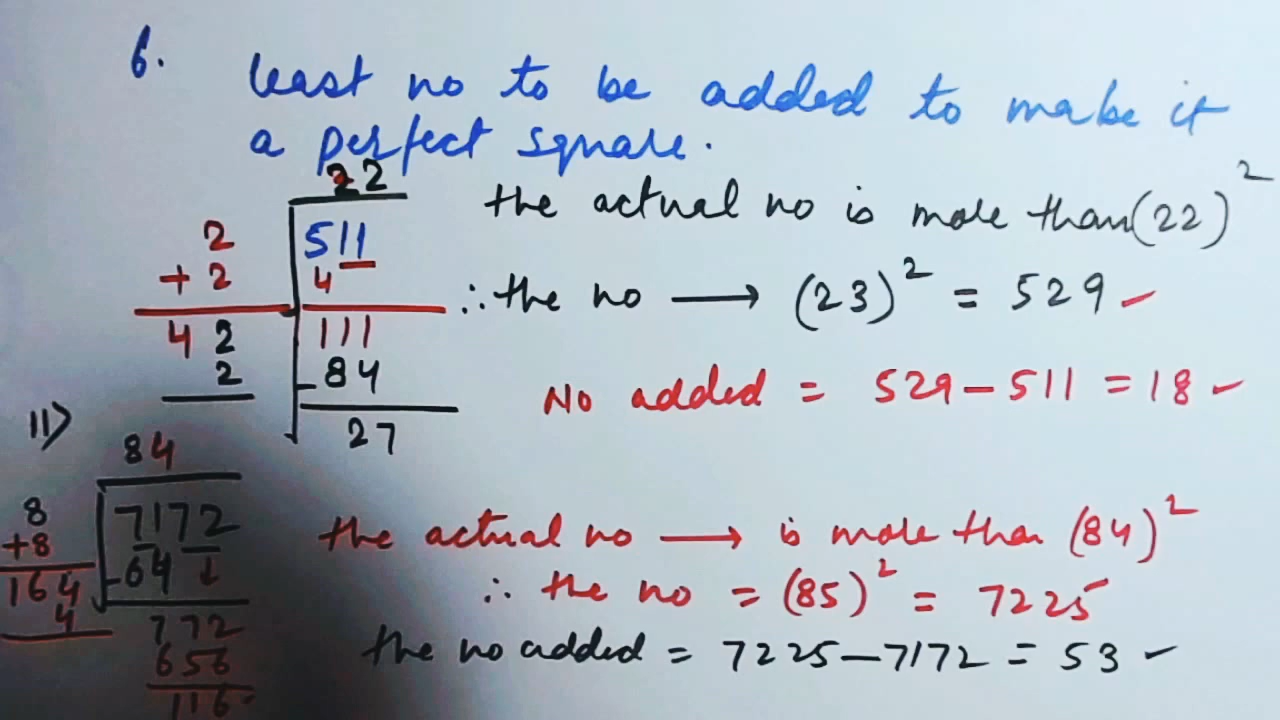 6. least no to be added to make it
a perfect square.
22
2 511
+ 2 4
42 111
2 - 84
27
the actual no is more than (22)²
∴ the no → (23)² = 529
No added = 529 - 511 = 18
11)
84
8 7172
+8 - 64 ↓
164 772
4 656
116
the actual no → is more than (84)²
∴ the no = (85)² = 7225
the no added = 7225 - 7172 = 53